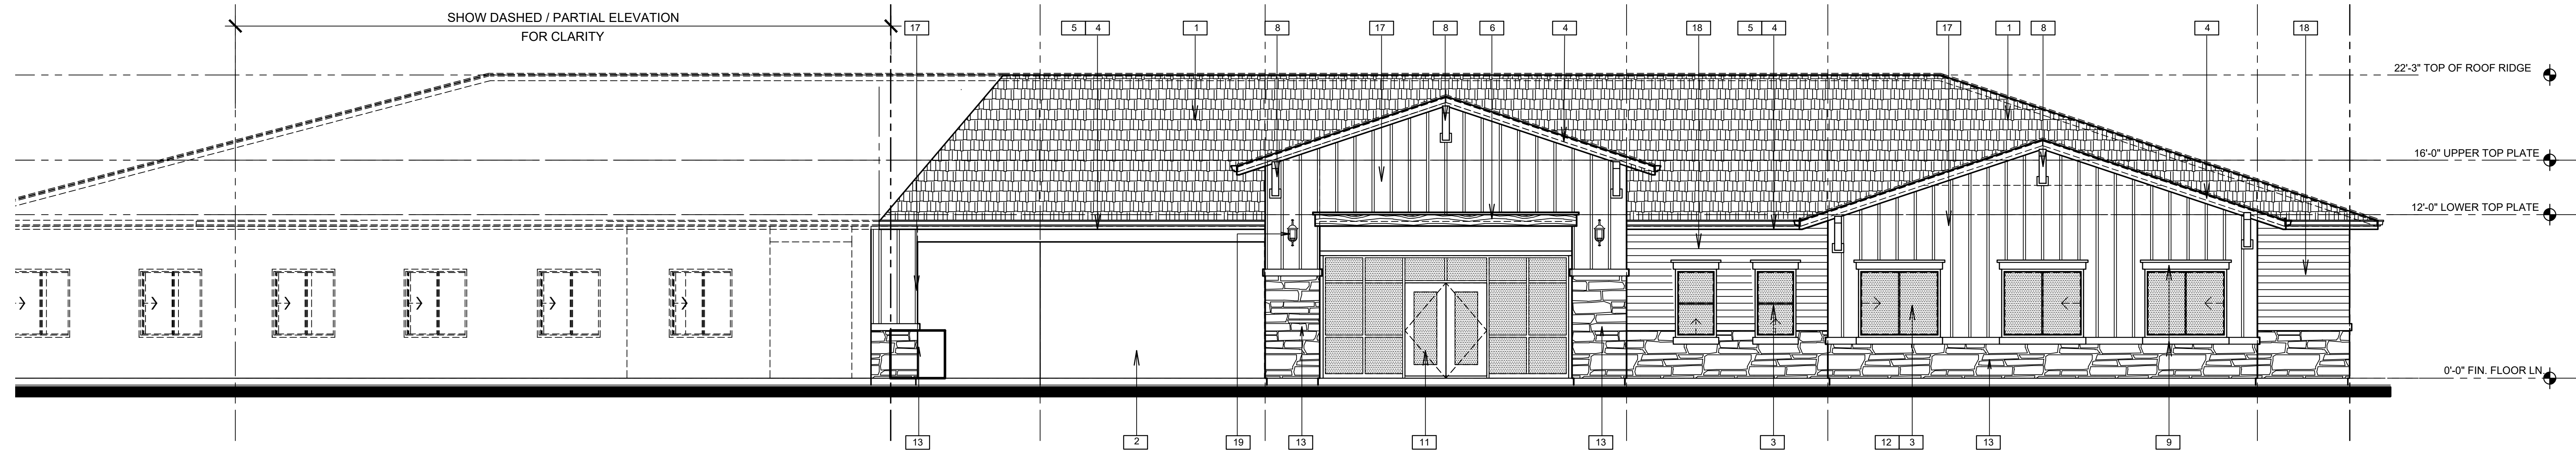 SHOW DASHED / PARTIAL ELEVATION
FOR CLARITY
17 5 4 1 8 17 8 6 4 18 5 4 17 1 8 4 18
22'-3" TOP OF ROOF RIDGE
16'-0" UPPER TOP PLATE
12'-0" LOWER TOP PLATE
0'-0" FIN. FLOOR LN
13 2 19 13 11 13 3 12 3 13 9